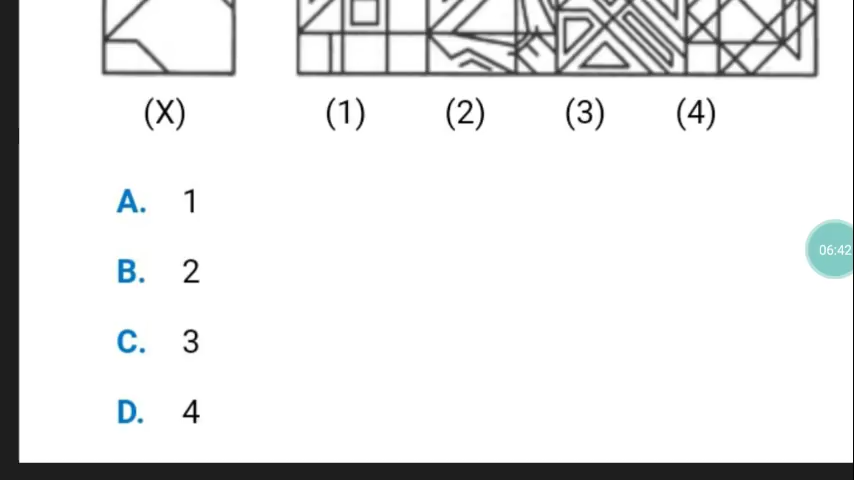 (X) (1) (2) (3) (4)
A. 1
06:42
B. 2
C. 3
D. 4